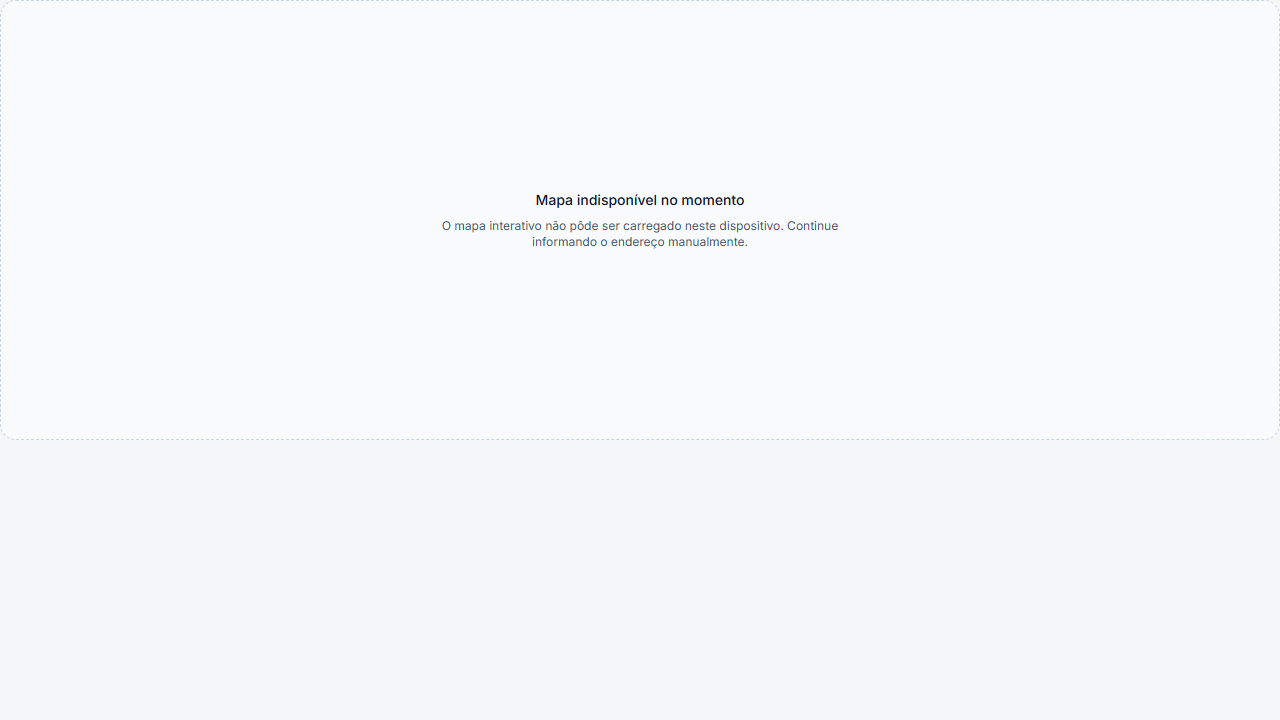 Mapa indisponível no momento
O mapa interativo não pôde ser carregado neste dispositivo. Continue
informando o endereço manualmente.